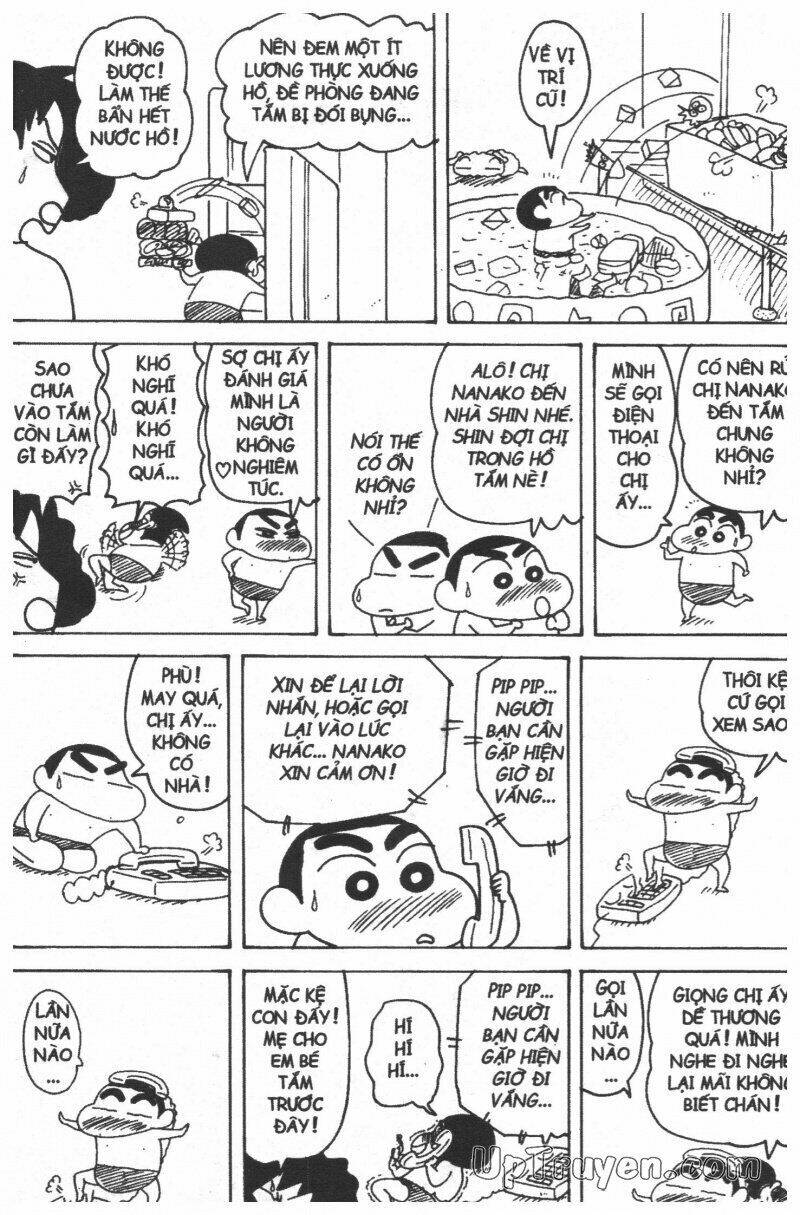 VỀ VỊ
TRÍ
CŨ!
NÊN ĐEM MỘT ÍT
LƯƠNG THỰC XUỐNG
HỒ, ĐỀ PHÒNG ĐANG
TẮM BỊ ĐÓI BỤNG...
KHÔNG
ĐƯỢC!
LÀM THẾ
BẨN HẾT
NƯỚC HỒ!
CÓ NÊN RỦ
CHỊ NANAKO
ĐẾN TẮM
CHUNG
KHÔNG
NHỈ?
MÌNH
SẼ GỌI
ĐIỆN
THOẠI
CHO
CHỊ
ẤY...
ALÔ! CHỊ
NANAKO ĐẾN
NHÀ SHIN NHÉ.
SHIN ĐỢI CHỊ
TRONG HỒ
TẮM NÈ!
NÓI THẾ
CÓ ỔN
KHÔNG
NHỈ?
SỢ CHỊ ẤY
ĐÁNH GIÁ
MÌNH LÀ
NGƯỜI
KHÔNG
♡NGHIÊM
TÚC.
KHÓ
NGHĨ
QUÁ!
KHÓ
NGHĨ
QUÁ...
SAO
CHƯA
VÀO TẮM
CÒN LÀM
GÌ ĐẤY?
THÔI KỆ
CỨ GỌI
XEM SAO
PIP PIP...
NGƯỜI
BẠN CẦN
GẶP HIỆN
GIỜ ĐI
VẮNG...
XIN ĐỂ LẠI LỜI
NHẮN, HOẶC GỌI
LẠI VÀO LÚC
KHÁC... NANAKO
XIN CẢM ƠN!
PHÙ!
MAY QUÁ,
CHỊ ẤY...
KHÔNG
CÓ
NHÀ!
GIỌNG CHỊ ẤY
DỄ THƯƠNG
QUÁ! MÌNH
NGHE ĐI NGHE
LẠI MÃI KHÔNG
BIẾT CHÁN!
GỌI
LẦN
NỮA
NÀO
...
PIP PIP...
NGƯỜI
BẠN CẦN
GẶP HIỆN
GIỜ ĐI
VẮNG...
HÍ
HÍ
HÍ...
MẶC KỆ
CON ĐẤY!
MẸ CHO
EM BÉ
TẮM
TRƯỚC
ĐÂY!
LẦN
NỮA
NÀO
...
UpTruyen.com